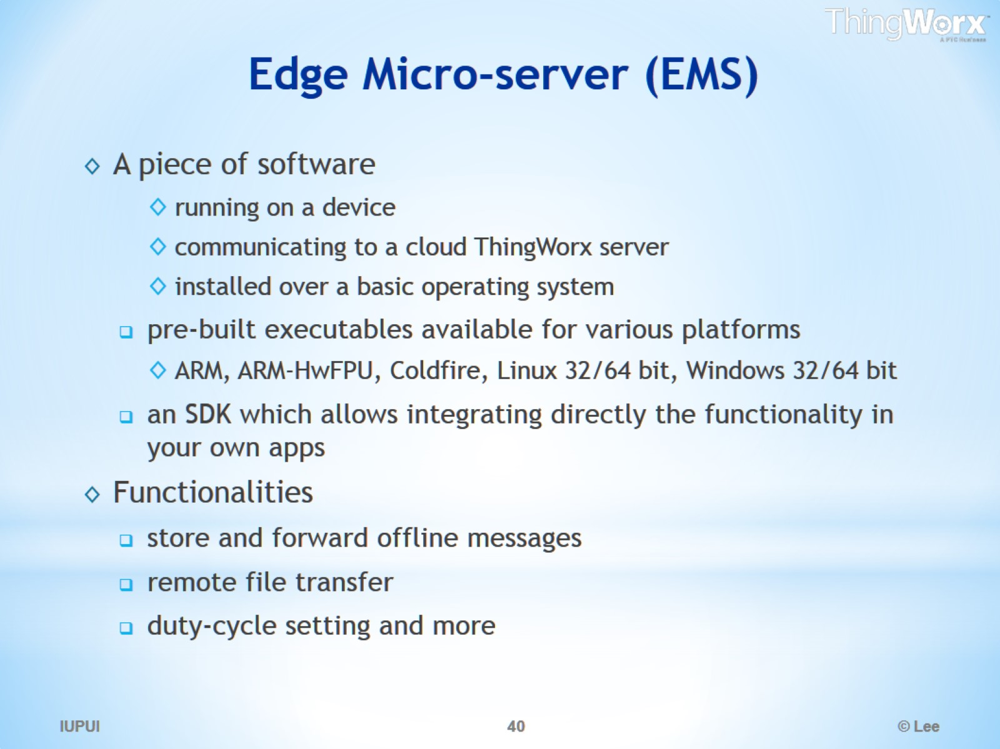 ThingWorx
A PTC Business
Edge Micro-server (EMS)
◇ A piece of software
◇ running on a device
◇ communicating to a cloud ThingWorx server
◇ installed over a basic operating system
❑ pre-built executables available for various platforms
◇ ARM, ARM-HwFPU, Coldfire, Linux 32/64 bit, Windows 32/64 bit
❑ an SDK which allows integrating directly the functionality in
your own apps
◇ Functionalities
❑ store and forward offline messages
❑ remote file transfer
❑ duty-cycle setting and more
IUPUI 40 © Lee